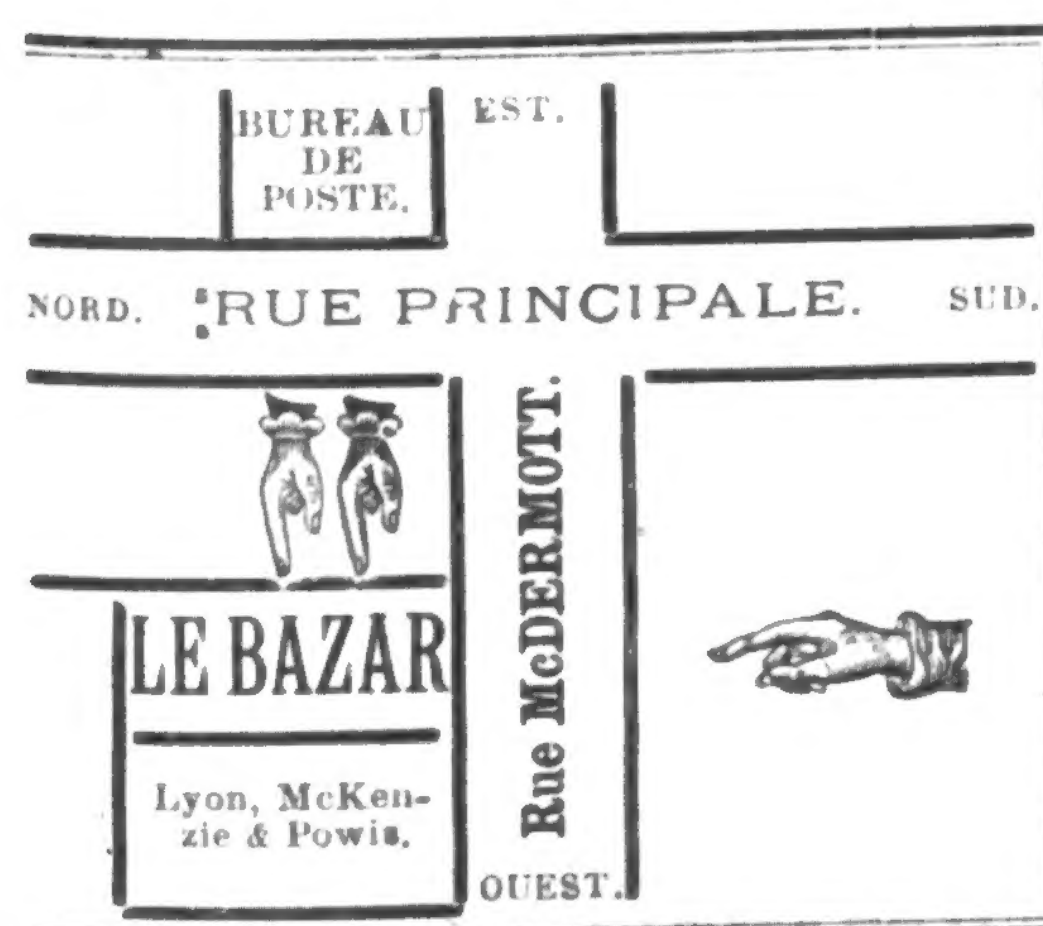 BUREAU
DE
POSTE.
EST.
NORD. RUE PRINCIPALE. SUD.
Rue McDERMOTT.
LE BAZAR
Lyon, McKen-
zie & Powis.
OUEST.